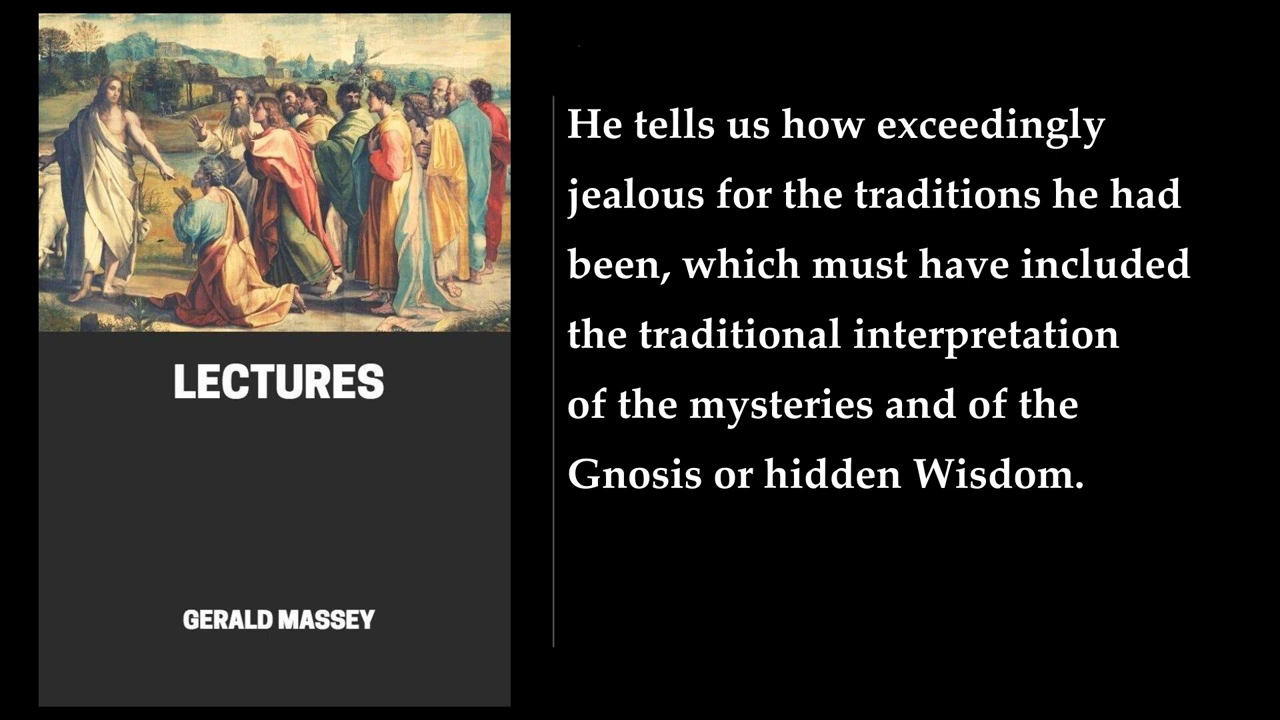 LECTURES
GERALD MASSEY
He tells us how exceedingly
jealous for the traditions he had
been, which must have included
the traditional interpretation
of the mysteries and of the
Gnosis or hidden Wisdom.